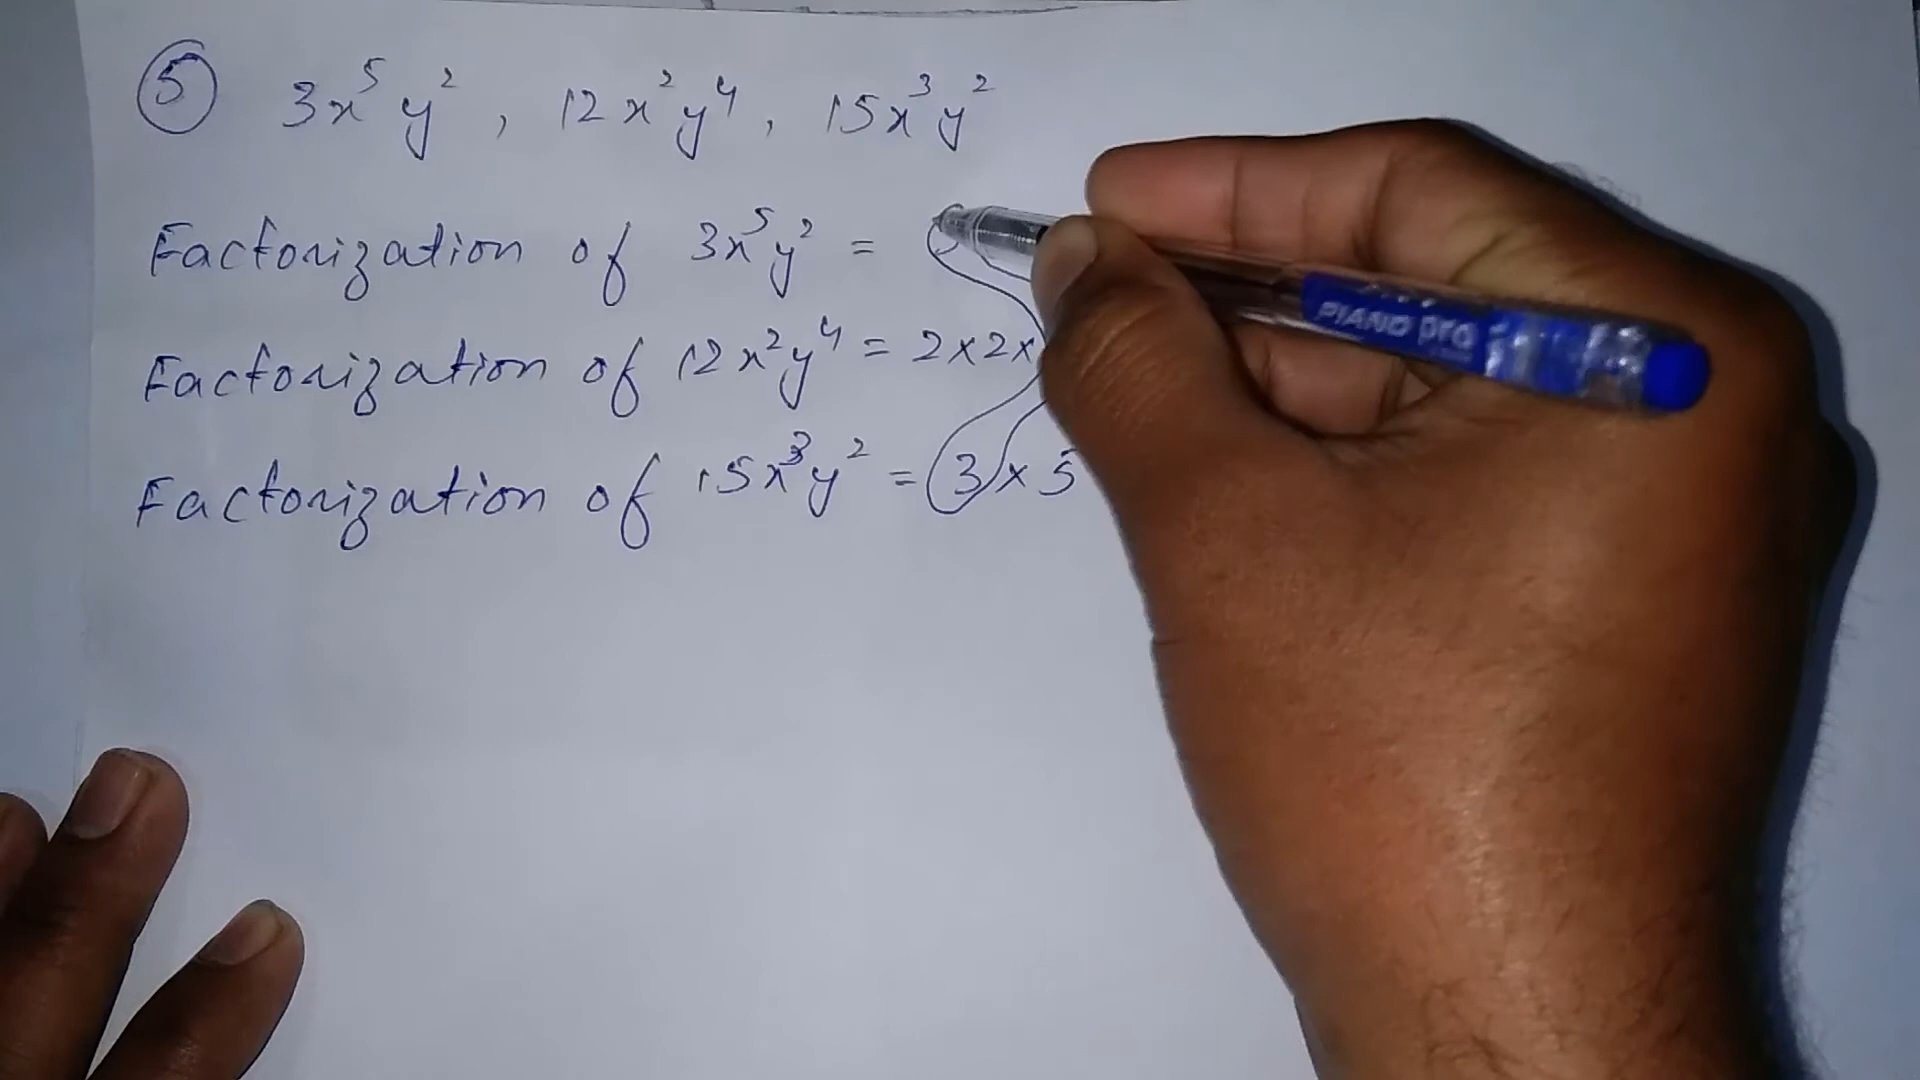 5 3x⁵y², 12x²y⁴, 15x³y²
Factorization of 3x⁵y² =
Factorization of 12x²y⁴ = 2×2×
Factorization of 15x³y² = 3×5
PIANO pro